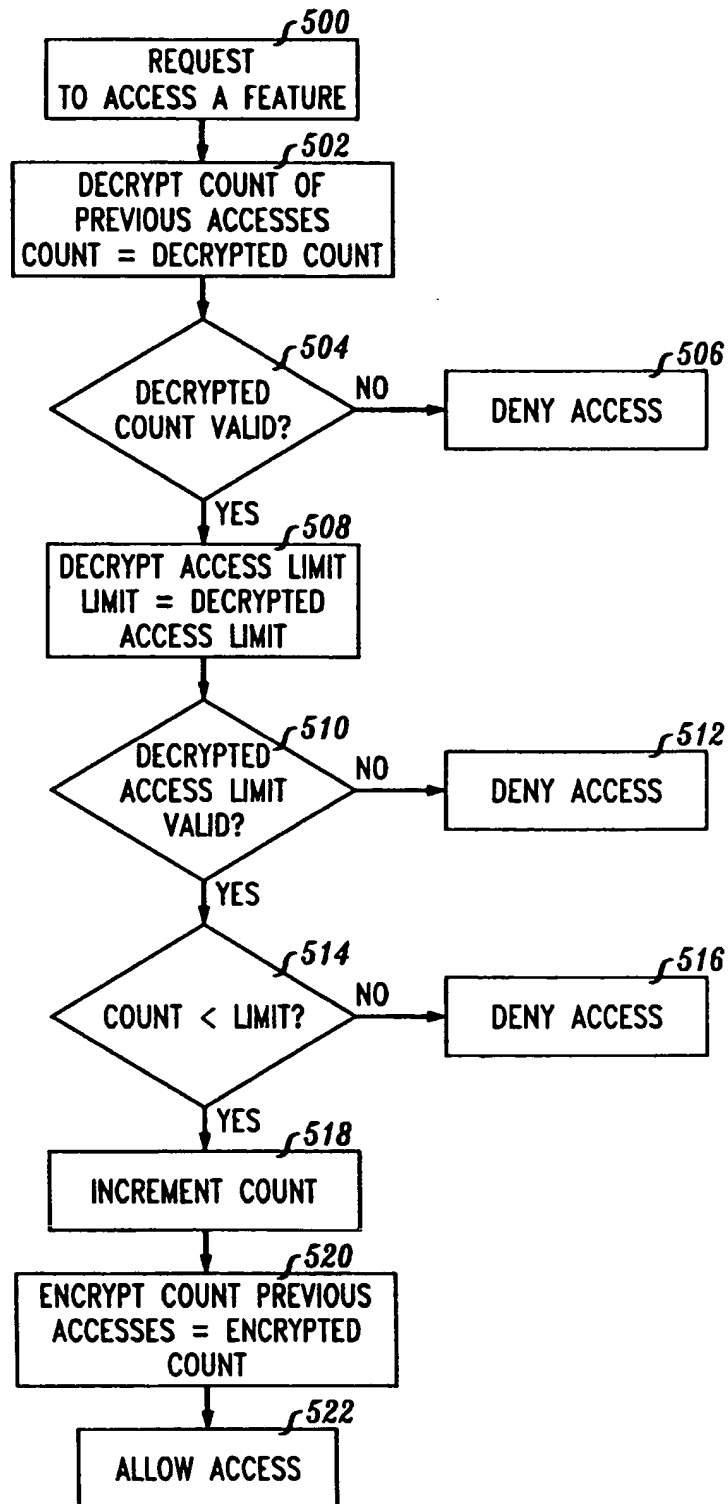 500
REQUEST
TO ACCESS A FEATURE
502
DECRYPT COUNT OF
PREVIOUS ACCESSES
COUNT = DECRYPTED COUNT
504
DECRYPTED
COUNT VALID?
NO
506
DENY ACCESS
YES
508
DECRYPT ACCESS LIMIT
LIMIT = DECRYPTED
ACCESS LIMIT
510
DECRYPTED
ACCESS LIMIT
VALID?
NO
512
DENY ACCESS
YES
514
COUNT < LIMIT?
NO
516
DENY ACCESS
YES
518
INCREMENT COUNT
520
ENCRYPT COUNT PREVIOUS
ACCESSES = ENCRYPTED
COUNT
522
ALLOW ACCESS